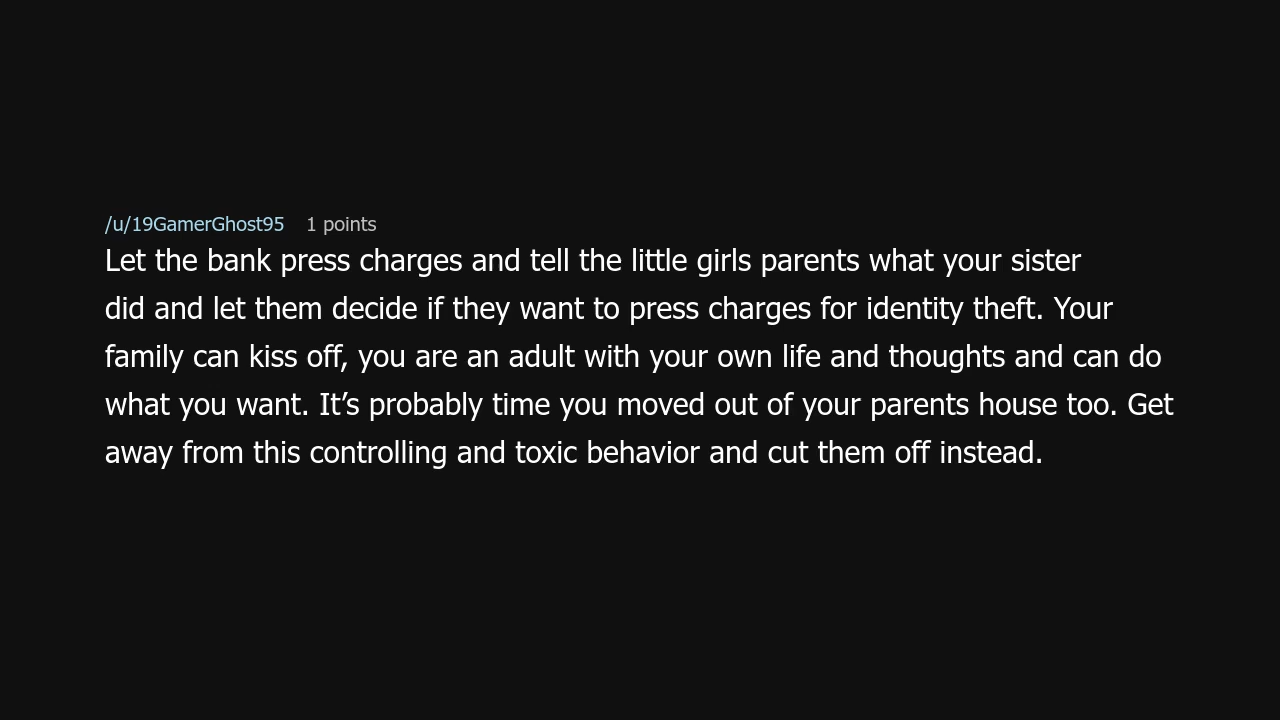 /u/19GamerGhost95 1 points
Let the bank press charges and tell the little girls parents what your sister
did and let them decide if they want to press charges for identity theft. Your
family can kiss off, you are an adult with your own life and thoughts and can do
what you want. It’s probably time you moved out of your parents house too. Get
away from this controlling and toxic behavior and cut them off instead.